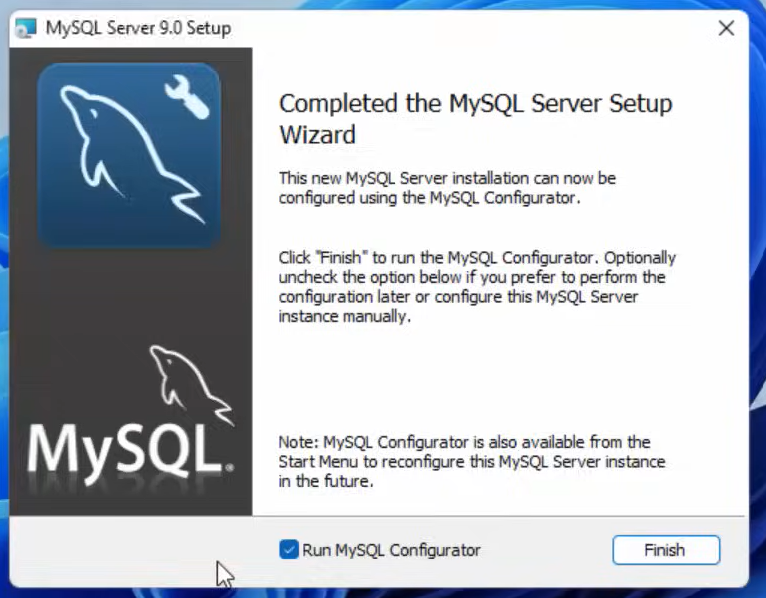 MySQL Server 9.0 Setup
Completed the MySQL Server Setup
Wizard
This new MySQL Server installation can now be
configured using the MySQL Configurator.
Click "Finish" to run the MySQL Configurator. Optionally
uncheck the option below if you prefer to perform the
configuration later or configure this MySQL Server
instance manually.
MySQL®
Note: MySQL Configurator is also available from the
Start Menu to reconfigure this MySQL Server instance
in the future.
Run MySQL Configurator
Finish